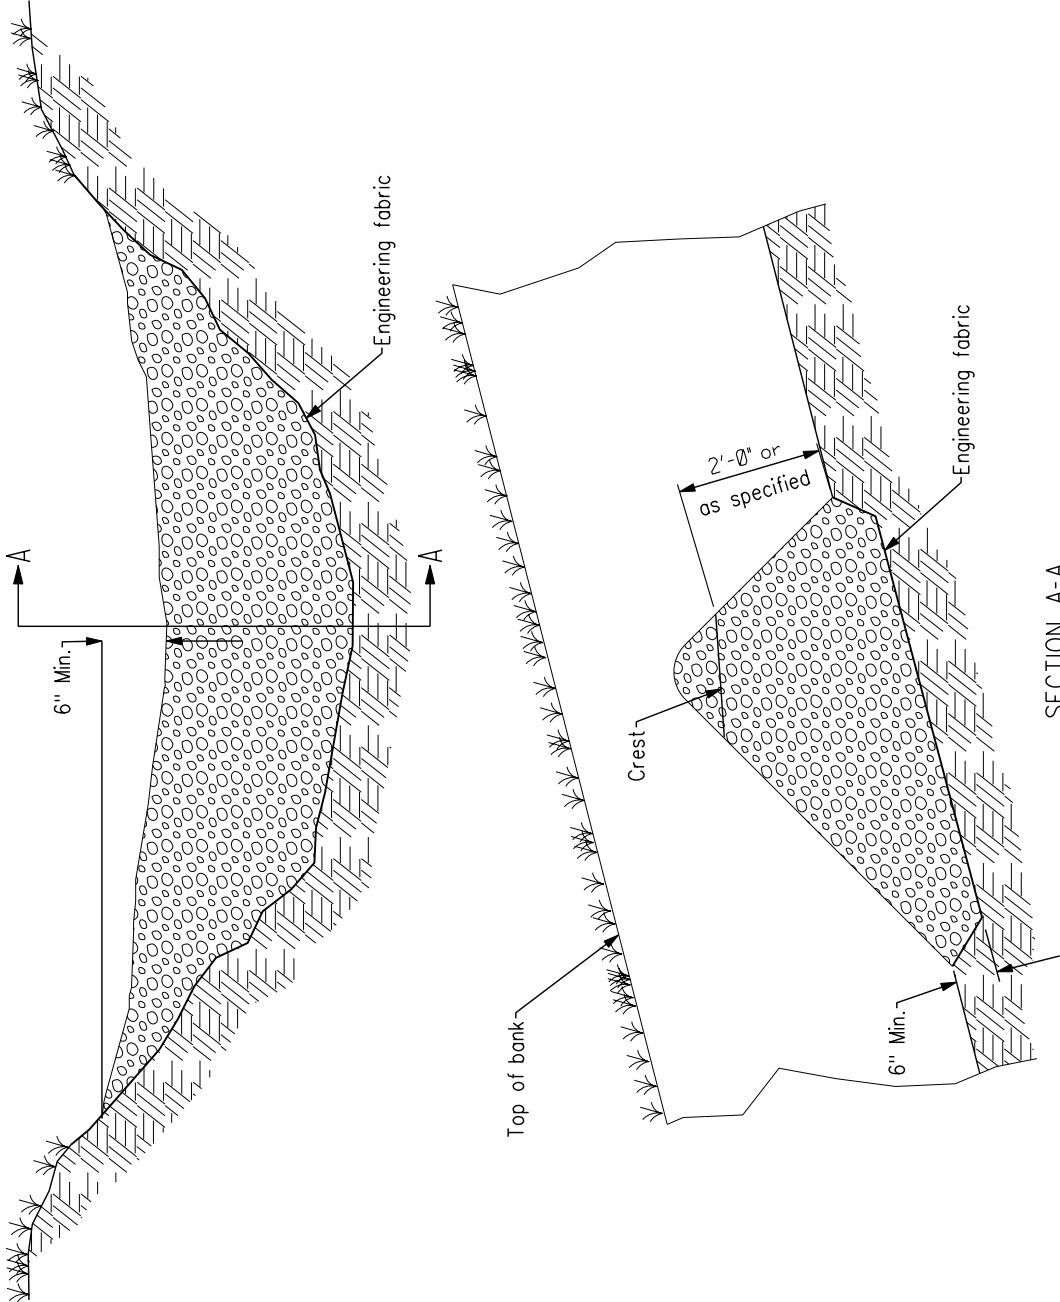 A
A
6" Min.
Engineering fabric
Top of bank
Crest
2'-0" or
as specified
6" Min.
Engineering fabric
SECTION A-A